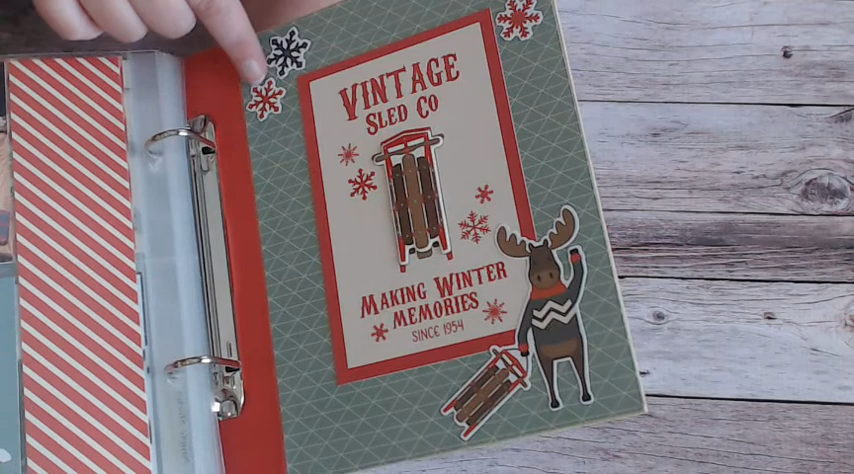 VINTAGE
SLED CO
MAKING WINTER
MEMORIES
SINCE 1954